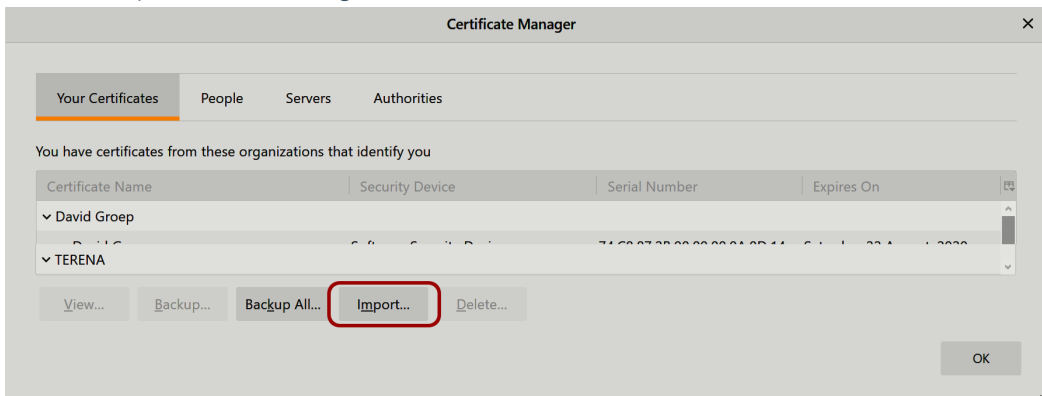 Certificate Manager
Your Certificates People Servers Authorities
You have certificates from these organizations that identify you
Certificate Name Security Device Serial Number Expires On
David Groep
TERENA
View... Backup... Backup All... Import... Delete...
OK